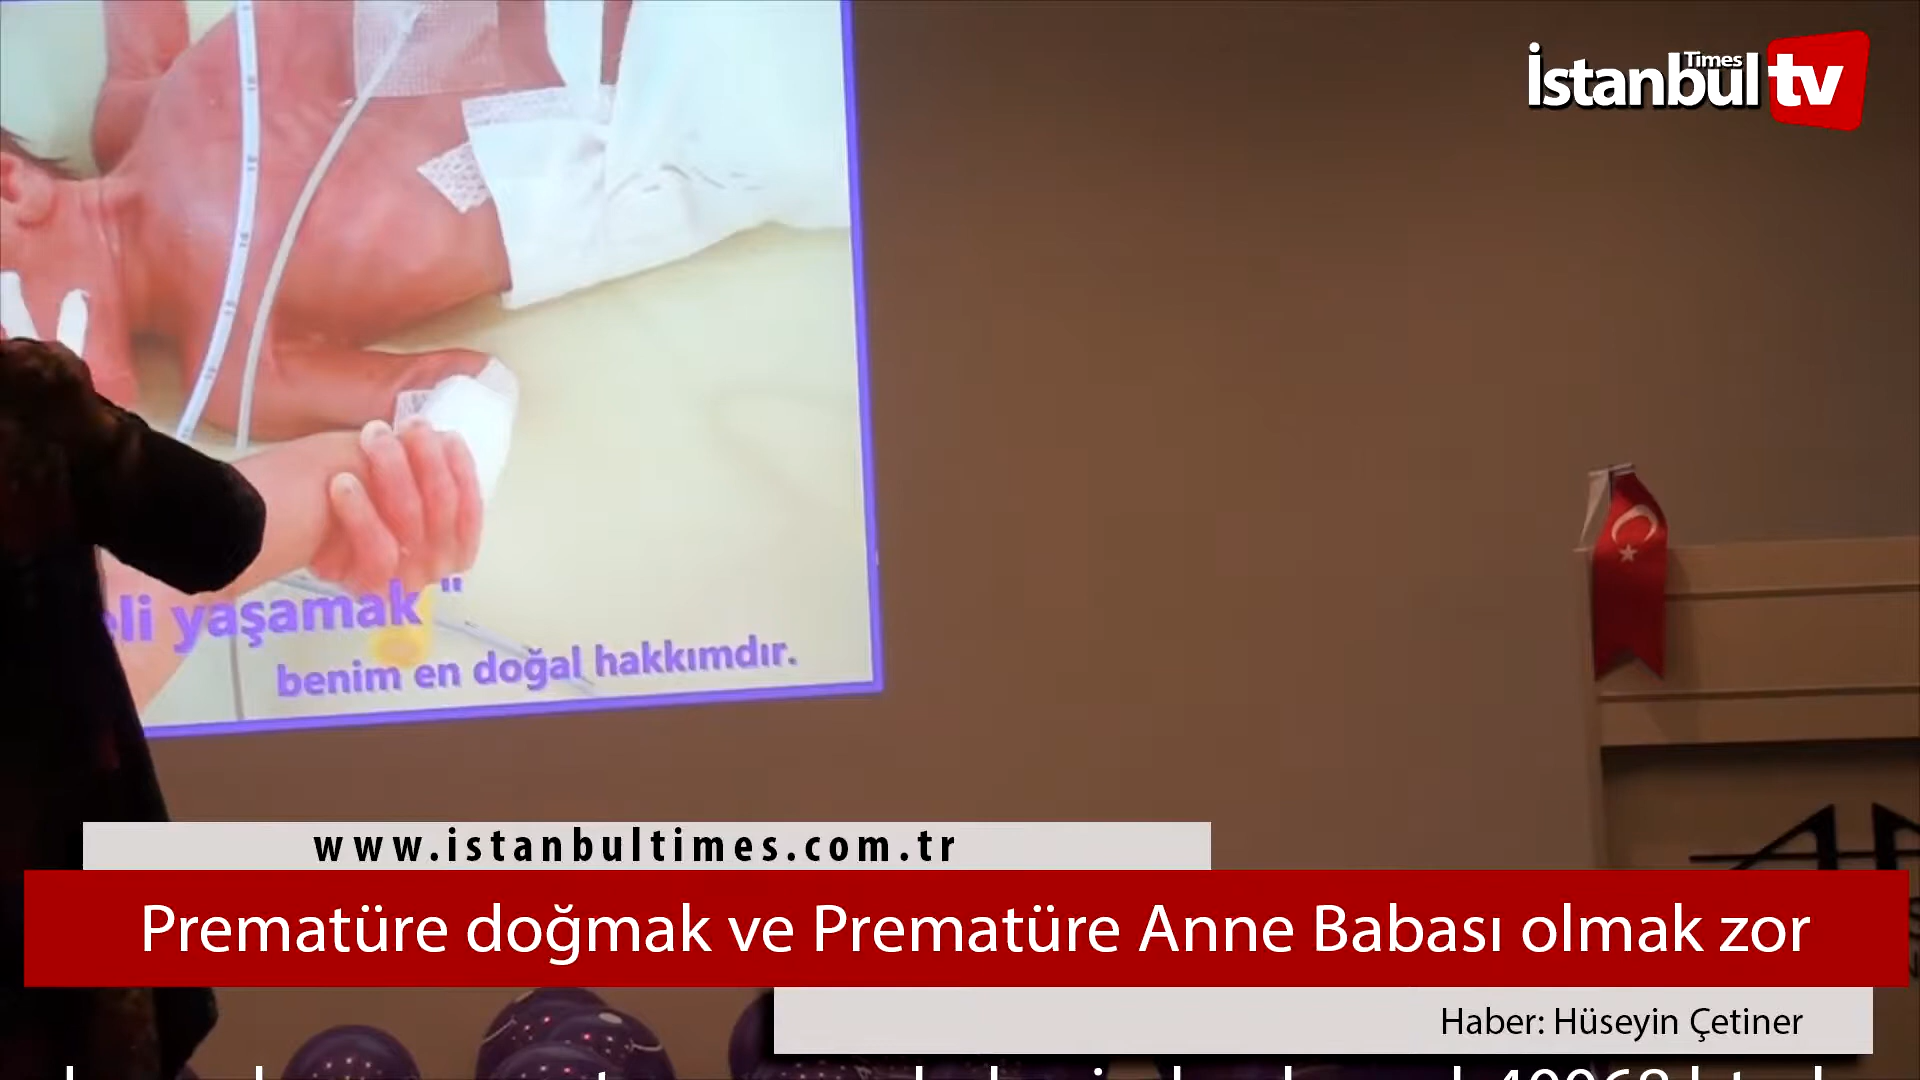 İstanbul Times tv
yaşamak "
benim en doğal hakkımdır.
www.istanbultimes.com.tr
Prematüre doğmak ve Prematüre Anne Babası olmak zor
Haber: Hüseyin Çetiner